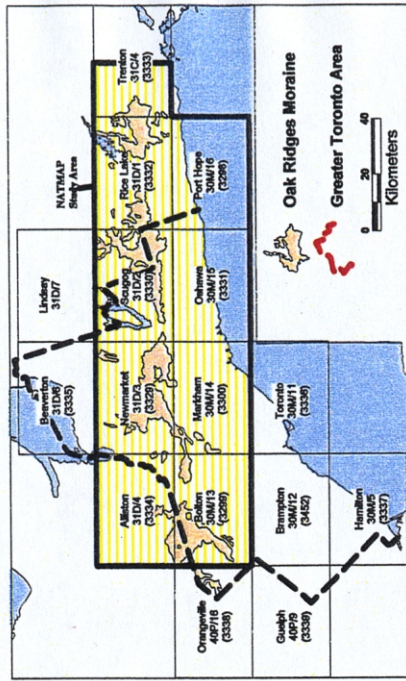 NATMAP
Study Area
Beaverton
31D/6
(3335)
Lindsay
31D/7
Alliston
31D/4
(3334)
Newmarket
31D/3
(3329)
Scugog
31D/2
(3330)
Rice Lake
31D/1
(3332)
Trenton
31C/4
(3333)
Orangeville
40P/16
(3338)
Bolton
30M/13
(3299)
Markham
30M/14
(3300)
Oshawa
30M/15
(3331)
Port Hope
30M/16
(3298)
Guelph
40P/9
(3339)
Brampton
30M/12
(3452)
Toronto
30M/11
(3336)
Hamilton
30M/5
(3337)
Oak Ridges Moraine
Greater Toronto Area
0 20 40
Kilometers